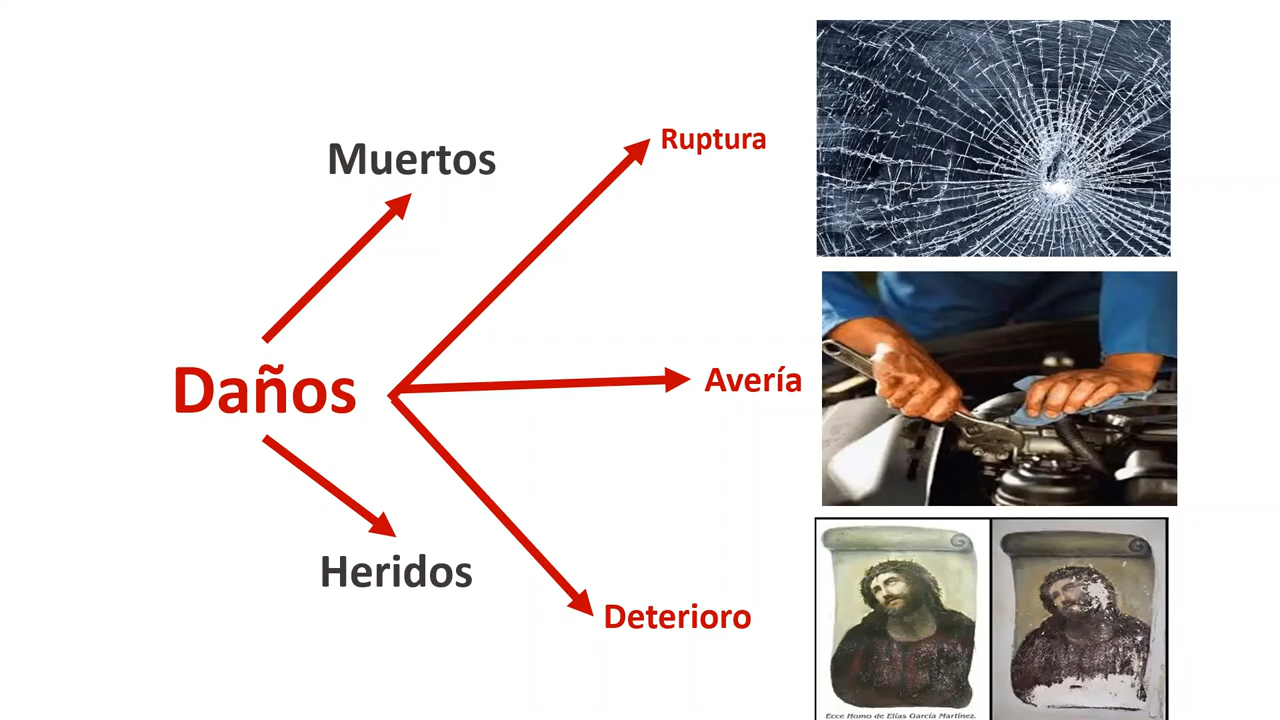 Muertos
Ruptura
Daños
Avería
Heridos
Deterioro
Ecce Homo de Elías García Martínez.